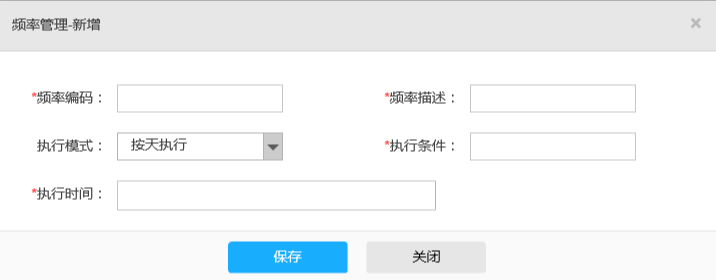 频率管理-新增 ×
*频率编码： *频率描述：
执行模式： 按天执行 *执行条件：
*执行时间：
保存 关闭